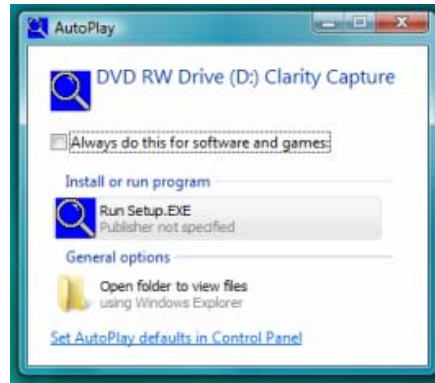 AutoPlay
DVD RW Drive (D:) Clarity Capture
Always do this for software and games:
Install or run program
Run Setup.EXE
Publisher not specified
General options
Open folder to view files
using Windows Explorer
Set AutoPlay defaults in Control Panel